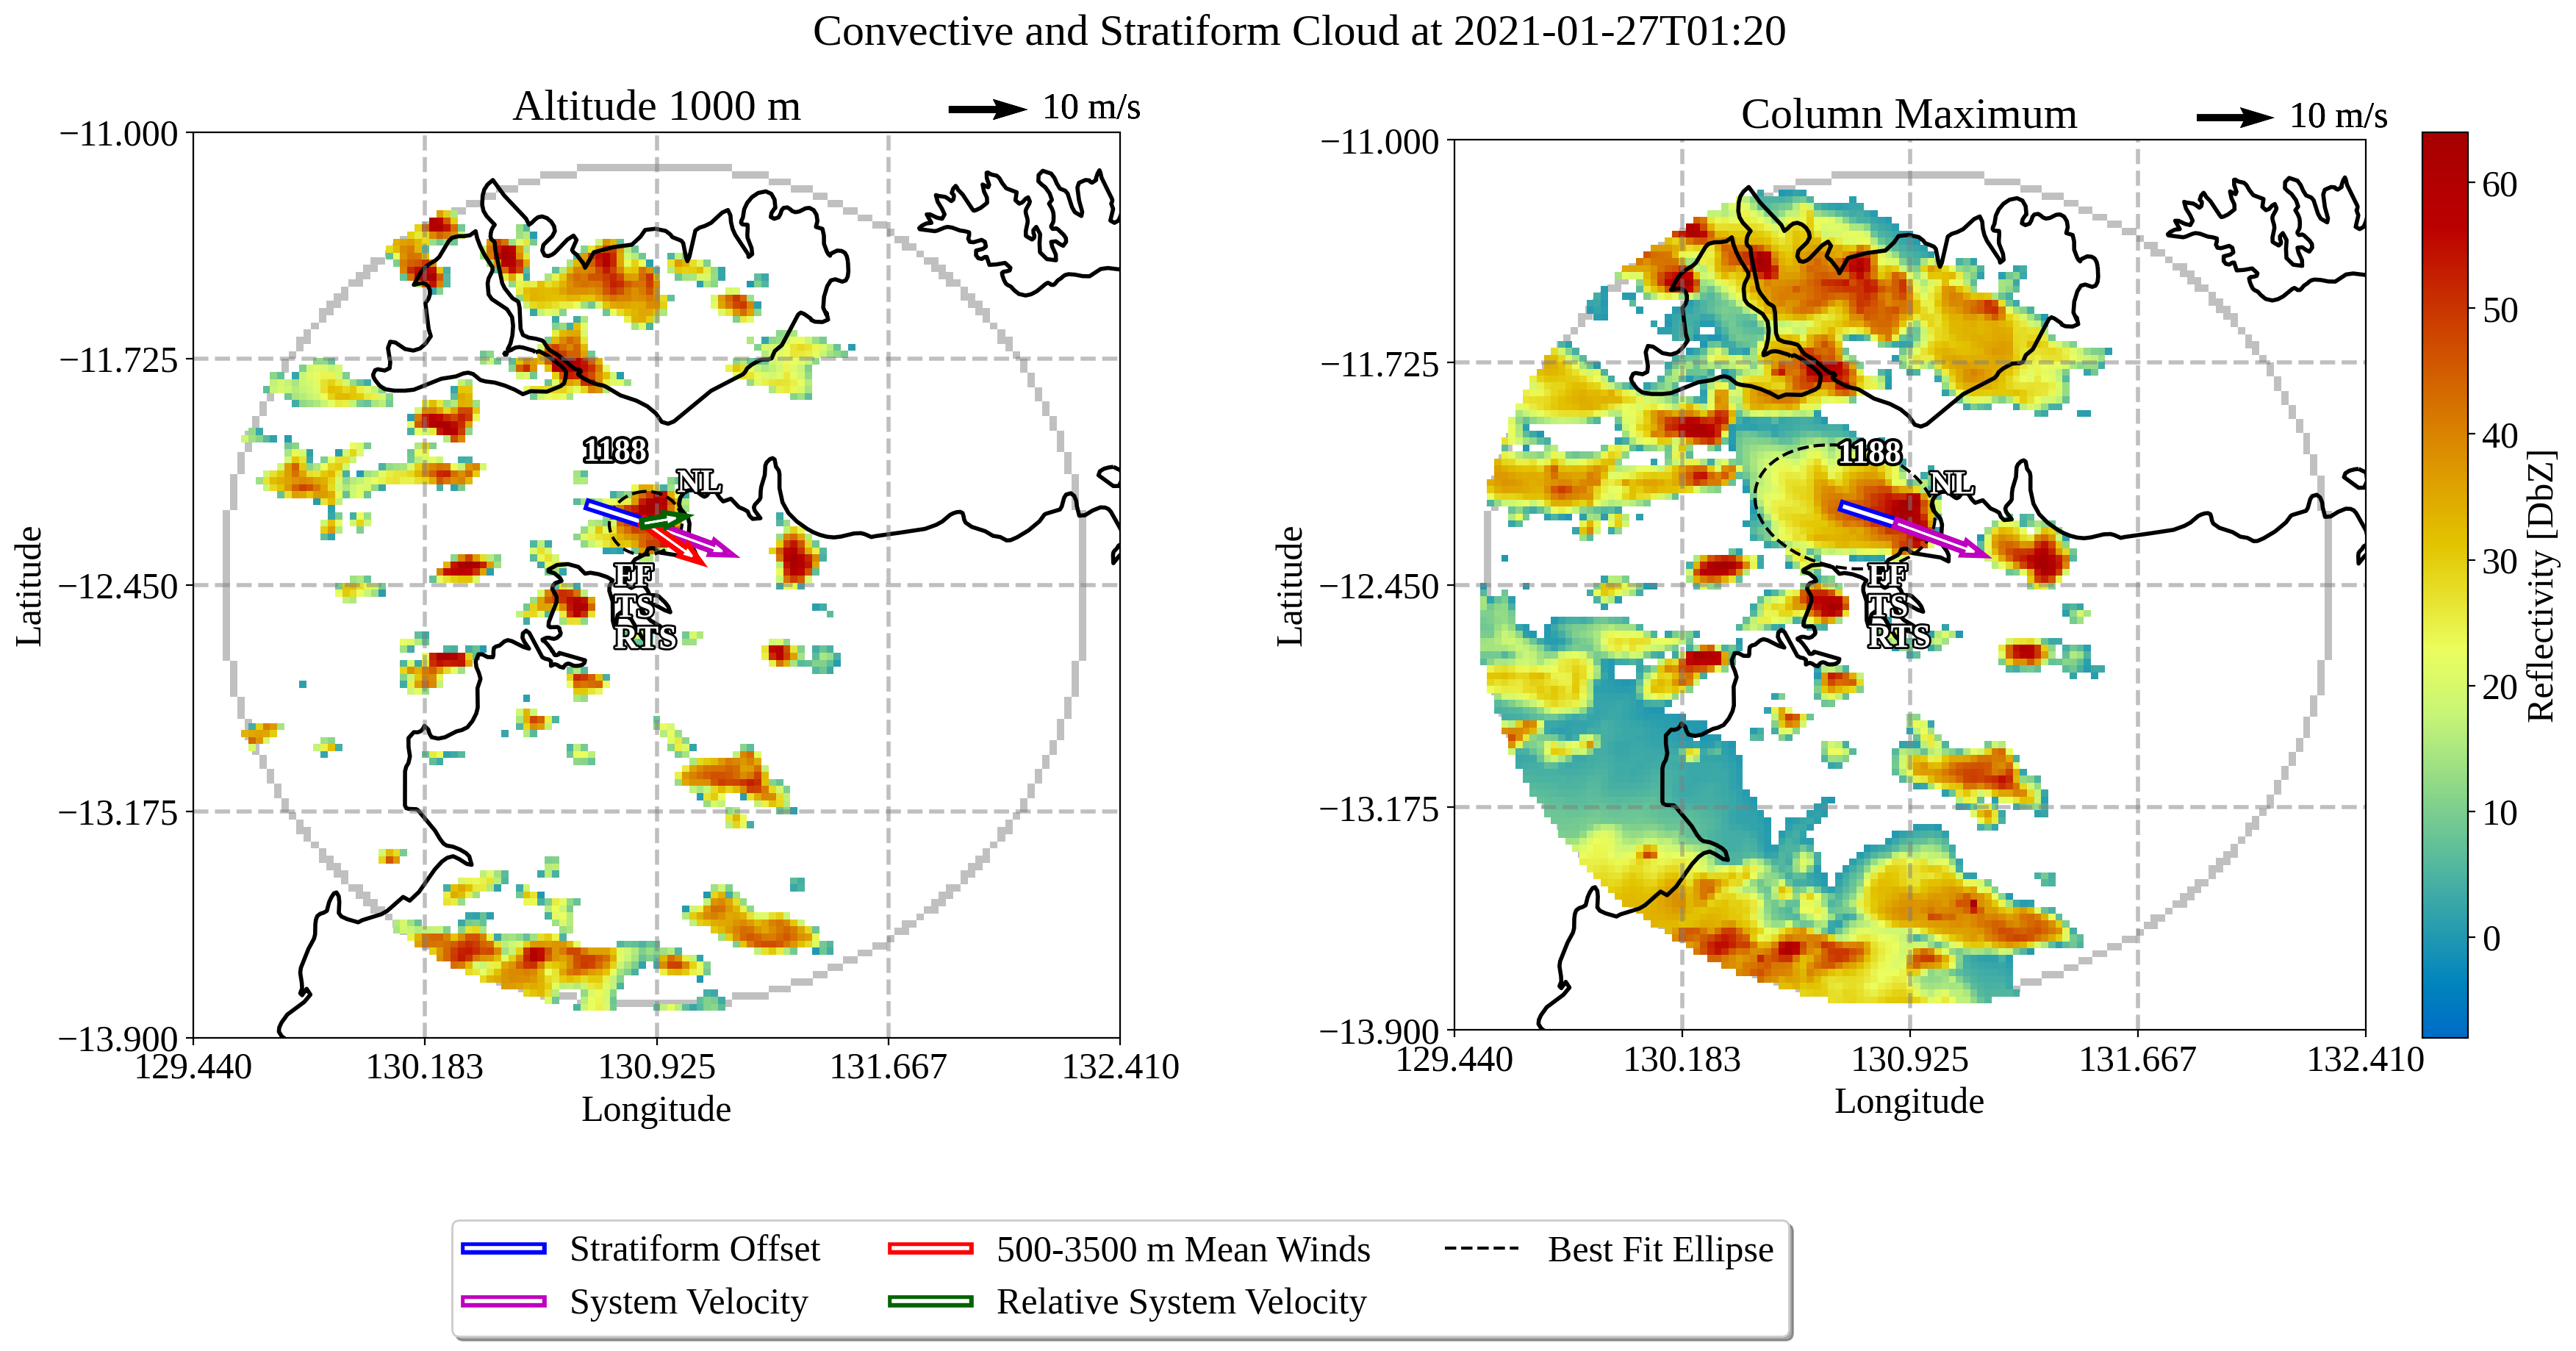 Convective and Stratiform Cloud at 2021-01-27T01:20
Altitude 1000 m
10 m/s
−11.000
−11.725
−12.450
−13.175
−13.900
129.440
130.183
130.925
131.667
132.410
Latitude
Longitude
1188
NL
FF
TS
RTS
Column Maximum
10 m/s
−11.000
−11.725
−12.450
−13.175
−13.900
129.440
130.183
130.925
131.667
132.410
Latitude
Longitude
1188
NL
FF
TS
RTS
60
50
40
30
20
10
0
Reflectivity [DbZ]
Stratiform Offset
System Velocity
500-3500 m Mean Winds
Relative System Velocity
Best Fit Ellipse